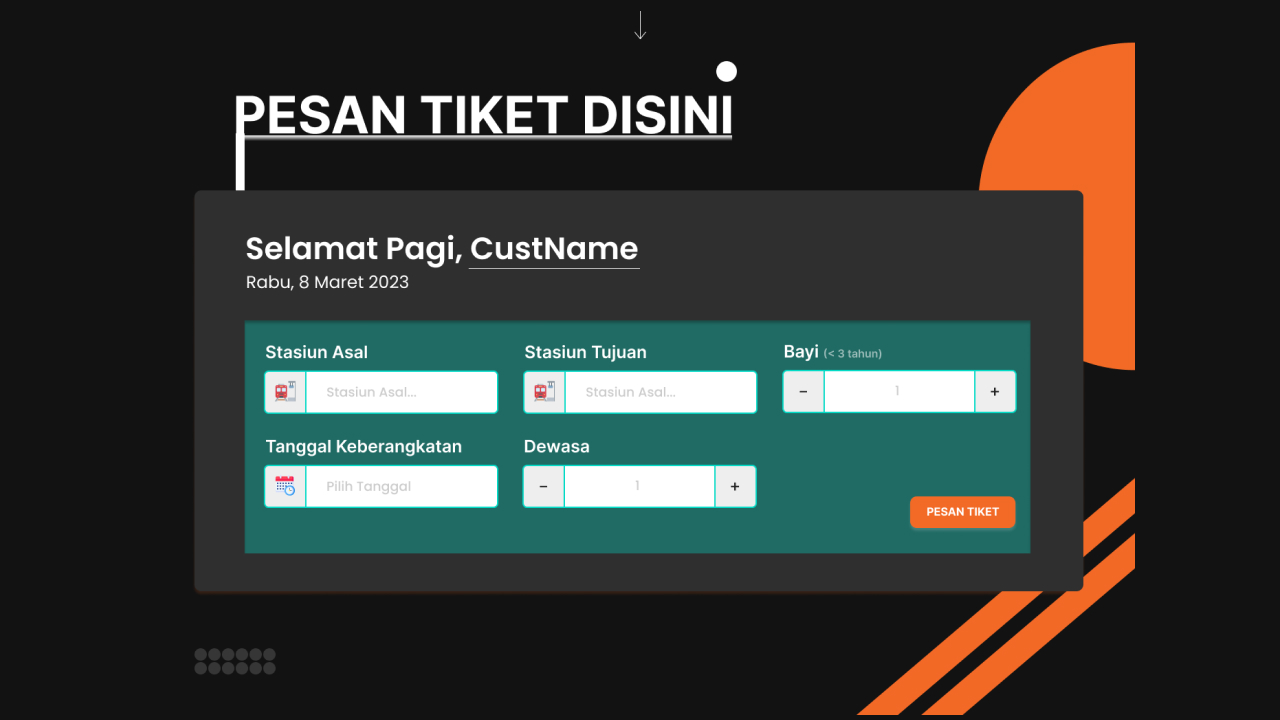 PESAN TIKET DISINI
Selamat Pagi, CustName
Rabu, 8 Maret 2023
Stasiun Asal
Stasiun Tujuan
Bayi (< 3 tahun)
Stasiun Asal...
Stasiun Asal...
− 1 +
Tanggal Keberangkatan
Dewasa
Pilih Tanggal
− 1 +
PESAN TIKET